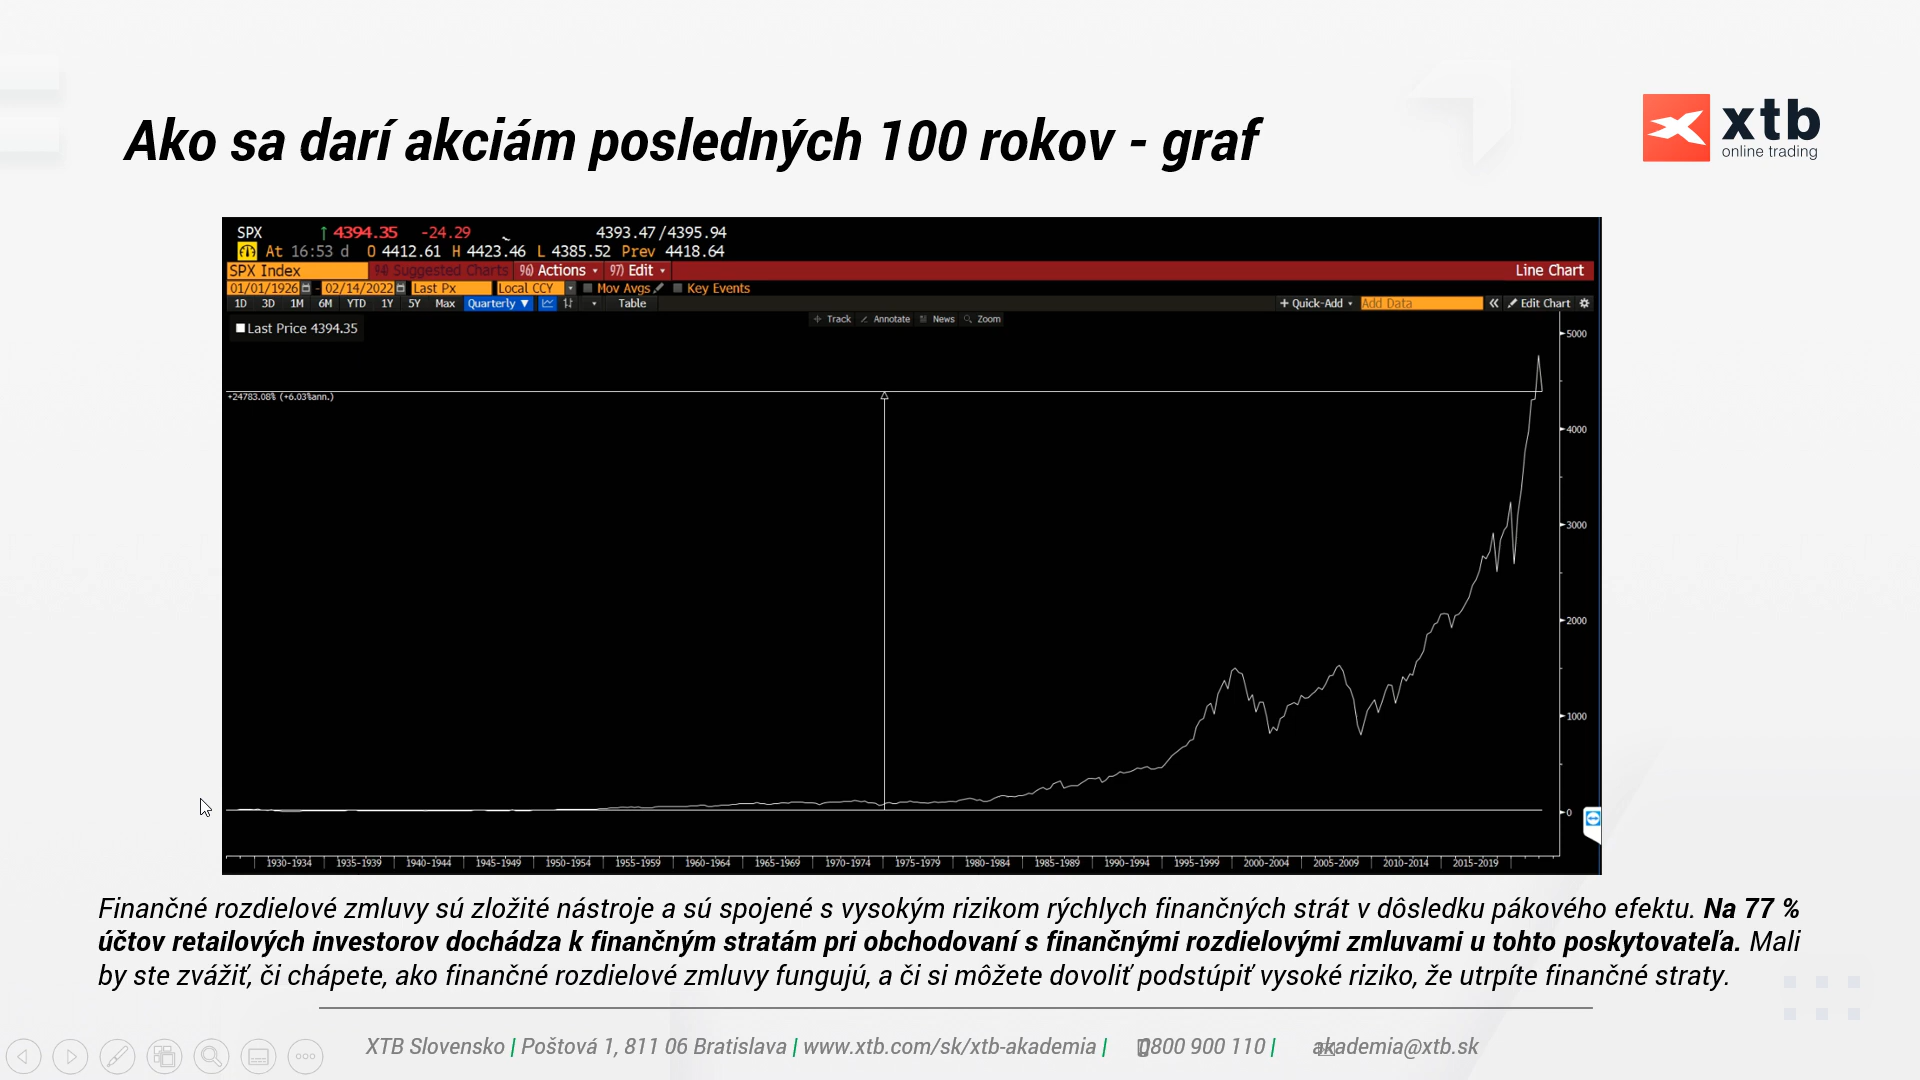 Ako sa darí akciám posledných 100 rokov - graf
xtb
online trading
SPX ↑ 4394.35 -24.29 4393.47/4395.94
At 16:53 d O 4412.61 H 4423.46 L 4385.52 Prev 4418.64
SPX Index 94) Suggested Charts 96) Actions 97) Edit Line Chart
01/01/1926 - 02/14/2022 Last Px Local CCY Mov Avgs Key Events
1D 3D 1M 6M YTD 1Y 5Y Max Quarterly ▼ Table + Quick-Add Add Data « Edit Chart
Track Annotate News Zoom
Last Price 4394.35
+24783.08% (+6.03%ann.)
5000
4000
3000
2000
1000
0
1930-1934 1935-1939 1940-1944 1945-1949 1950-1954 1955-1959 1960-1964 1965-1969 1970-1974 1975-1979 1980-1984 1985-1989 1990-1994 1995-1999 2000-2004 2005-2009 2010-2014 2015-2019
Finančné rozdielové zmluvy sú zložité nástroje a sú spojené s vysokým rizikom rýchlych finančných strát v dôsledku pákového efektu. Na 77 %
účtov retailových investorov dochádza k finančným stratám pri obchodovaní s finančnými rozdielovými zmluvami u tohto poskytovateľa. Mali
by ste zvážiť, či chápete, ako finančné rozdielové zmluvy fungujú, a či si môžete dovoliť podstúpiť vysoké riziko, že utrpíte finančné straty.
XTB Slovensko | Poštová 1, 811 06 Bratislava | www.xtb.com/sk/xtb-akademia | 0800 900 110 | akademia@xtb.sk